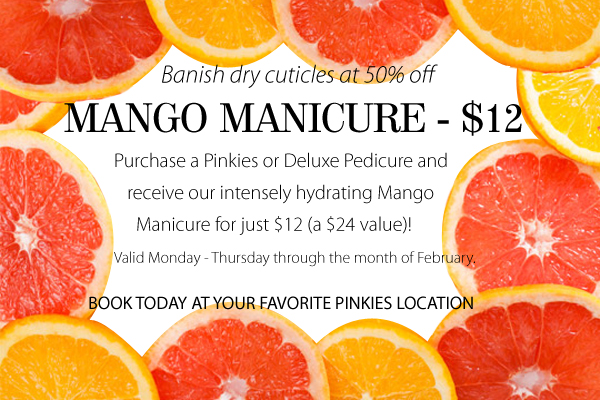 Banish dry cuticles at 50% off
MANGO MANICURE - $12
Purchase a Pinkies or Deluxe Pedicure and
receive our intensely hydrating Mango
Manicure for just $12 (a $24 value)!
Valid Monday - Thursday through the month of February.
BOOK TODAY AT YOUR FAVORITE PINKIES LOCATION